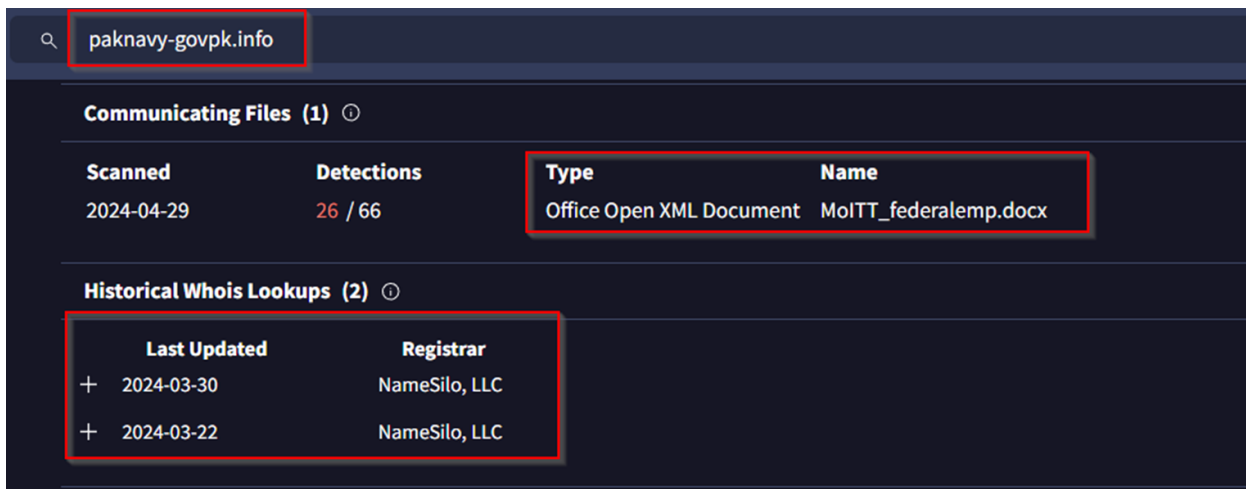 paknavy-govpk.info
Communicating Files (1)
Scanned Detections Type Name
2024-04-29 26 / 66 Office Open XML Document MoITT_federalemp.docx
Historical Whois Lookups (2)
Last Updated Registrar
+ 2024-03-30 NameSilo, LLC
+ 2024-03-22 NameSilo, LLC